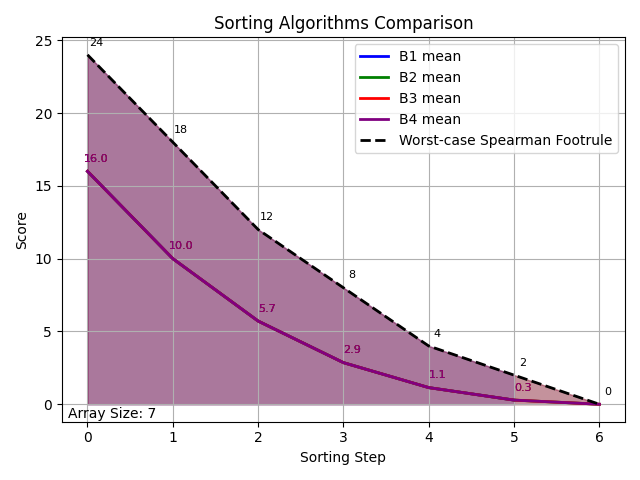 Sorting Algorithms Comparison
25
20
15
10
5
0
Score
B1 mean
B2 mean
B3 mean
B4 mean
Worst-case Spearman Footrule
24
18
12
8
4
2
0
16.0
10.0
5.7
2.9
1.1
0.3
Array Size: 7
0 1 2 3 4 5 6
Sorting Step